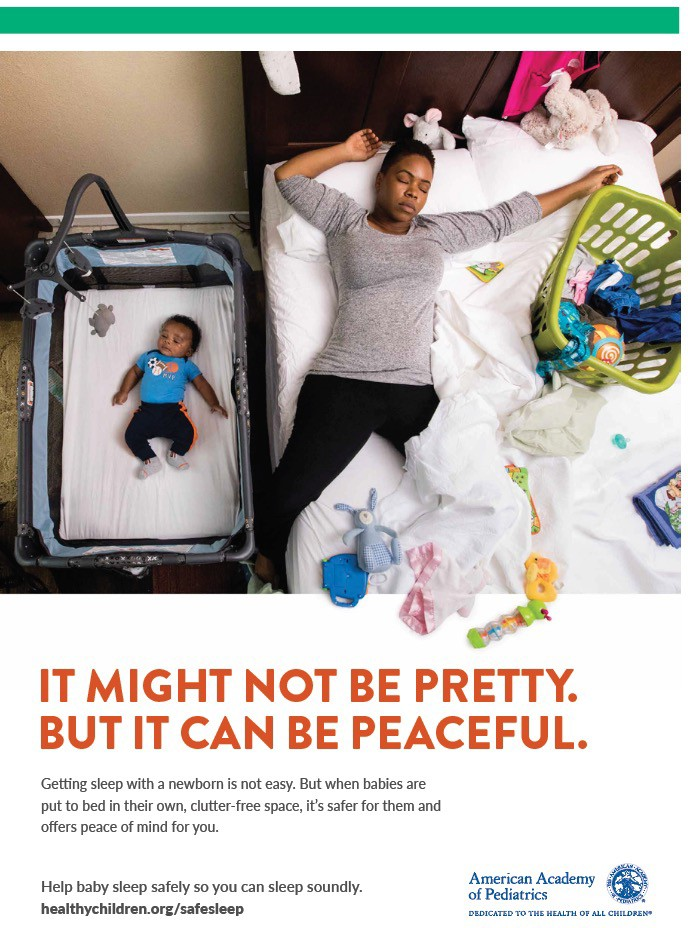 IT MIGHT NOT BE PRETTY.
BUT IT CAN BE PEACEFUL.
Getting sleep with a newborn is not easy. But when babies are
put to bed in their own, clutter-free space, it’s safer for them and
offers peace of mind for you.
Help baby sleep safely so you can sleep soundly.
healthychildren.org/safesleep
American Academy
of Pediatrics
DEDICATED TO THE HEALTH OF ALL CHILDREN®